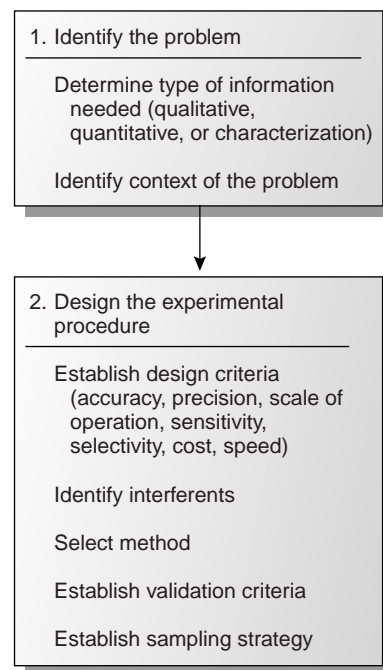 1. Identify the problem
Determine type of information
needed (qualitative,
quantitative, or characterization)
Identify context of the problem
2. Design the experimental
procedure
Establish design criteria
(accuracy, precision, scale of
operation, sensitivity,
selectivity, cost, speed)
Identify interferents
Select method
Establish validation criteria
Establish sampling strategy